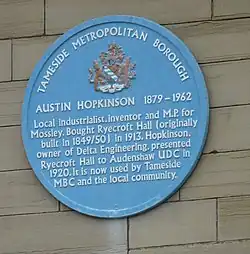 TAMESIDE METROPOLITAN BOROUGH
AUSTIN HOPKINSON 1879-1962
Local industrialist, inventor and M.P. for
Mossley. Bought Ryecroft Hall (originally
built in 1849/50) in 1913. Hopkinson,
owner of Delta Engineering, presented
Ryecroft Hall to Audenshaw UDC in
1920. It is now used by Tameside
MBC and the local community.